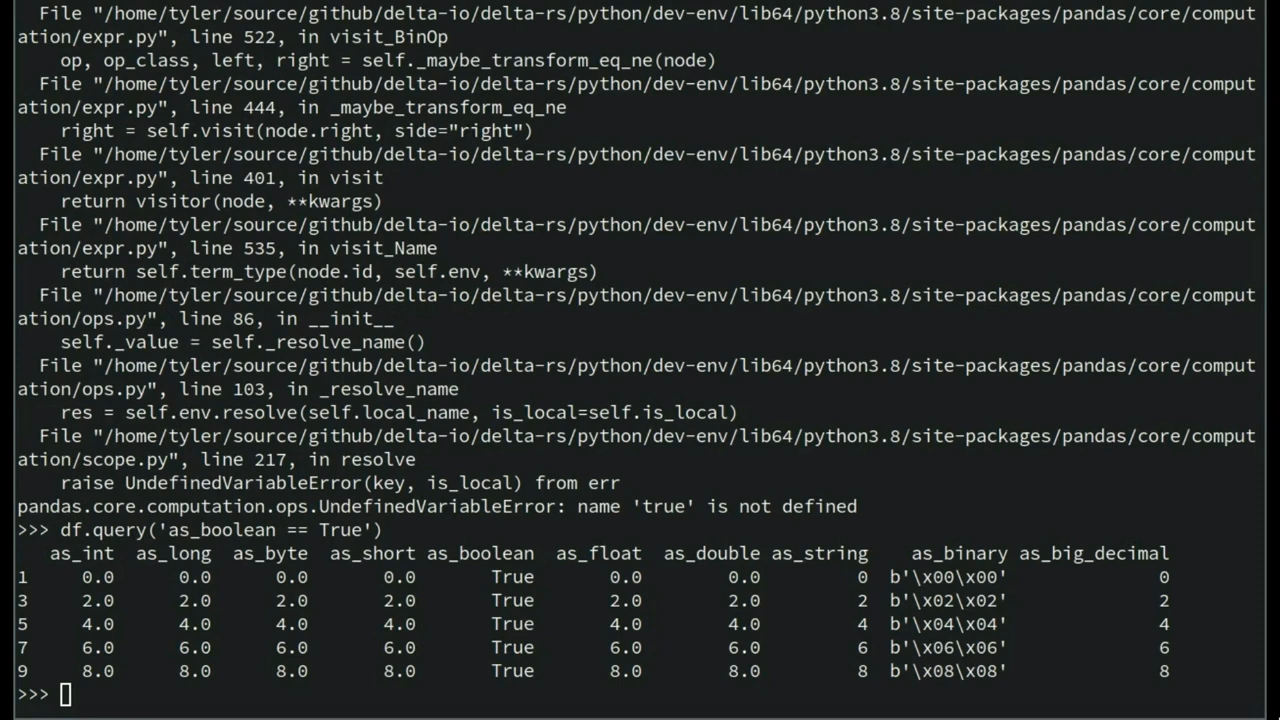 File "/home/tyler/source/github/delta-io/delta-rs/python/dev-env/lib64/python3.8/site-packages/pandas/core/comput
ation/expr.py", line 522, in visit_BinOp
    op, op_class, left, right = self._maybe_transform_eq_ne(node)
  File "/home/tyler/source/github/delta-io/delta-rs/python/dev-env/lib64/python3.8/site-packages/pandas/core/comput
ation/expr.py", line 444, in _maybe_transform_eq_ne
    right = self.visit(node.right, side="right")
  File "/home/tyler/source/github/delta-io/delta-rs/python/dev-env/lib64/python3.8/site-packages/pandas/core/comput
ation/expr.py", line 401, in visit
    return visitor(node, **kwargs)
  File "/home/tyler/source/github/delta-io/delta-rs/python/dev-env/lib64/python3.8/site-packages/pandas/core/comput
ation/expr.py", line 535, in visit_Name
    return self.term_type(node.id, self.env, **kwargs)
  File "/home/tyler/source/github/delta-io/delta-rs/python/dev-env/lib64/python3.8/site-packages/pandas/core/comput
ation/ops.py", line 86, in __init__
    self._value = self._resolve_name()
  File "/home/tyler/source/github/delta-io/delta-rs/python/dev-env/lib64/python3.8/site-packages/pandas/core/comput
ation/ops.py", line 103, in _resolve_name
    res = self.env.resolve(self.local_name, is_local=self.is_local)
  File "/home/tyler/source/github/delta-io/delta-rs/python/dev-env/lib64/python3.8/site-packages/pandas/core/comput
ation/scope.py", line 217, in resolve
    raise UndefinedVariableError(key, is_local) from err
pandas.core.computation.ops.UndefinedVariableError: name 'true' is not defined
>>> df.query('as_boolean == True')
   as_int  as_long  as_byte  as_short as_boolean  as_float  as_double as_string    as_binary as_big_decimal
1     0.0      0.0      0.0       0.0       True       0.0        0.0         0  b'\x00\x00'              0
3     2.0      2.0      2.0       2.0       True       2.0        2.0         2  b'\x02\x02'              2
5     4.0      4.0      4.0       4.0       True       4.0        4.0         4  b'\x04\x04'              4
7     6.0      6.0      6.0       6.0       True       6.0        6.0         6  b'\x06\x06'              6
9     8.0      8.0      8.0       8.0       True       8.0        8.0         8  b'\x08\x08'              8
>>>